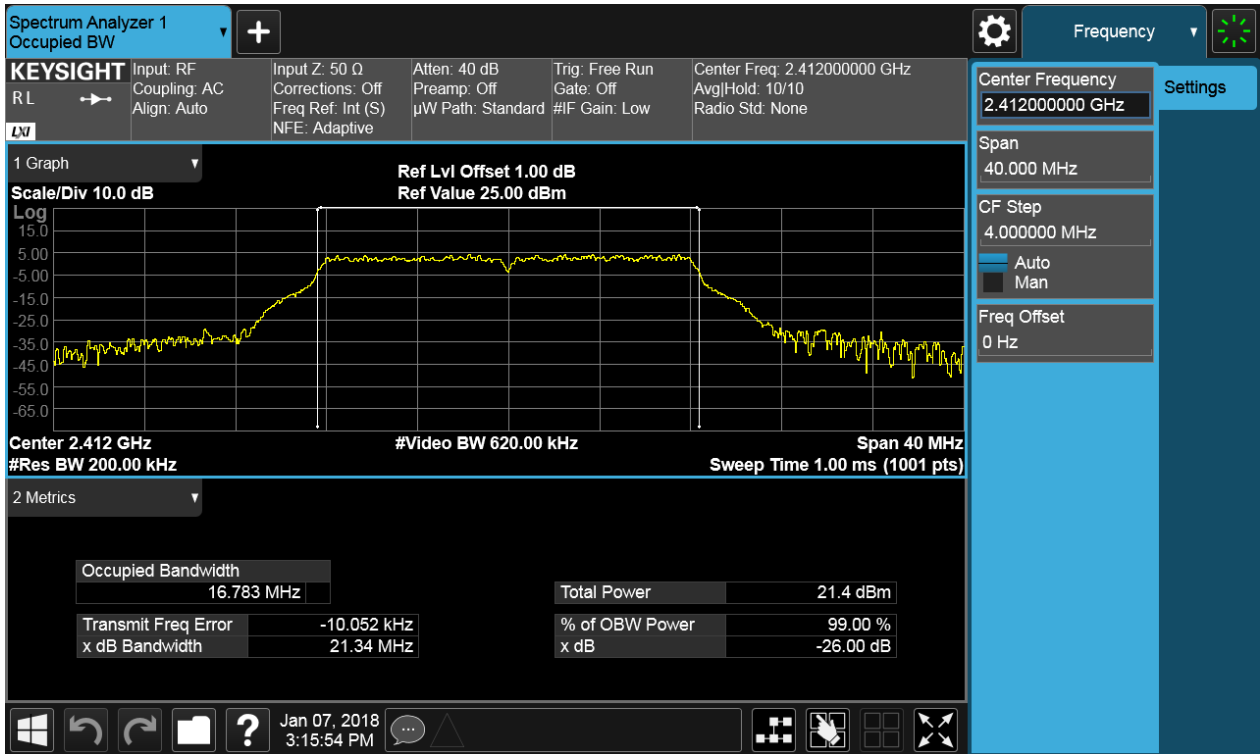 Spectrum Analyzer 1
Occupied BW
Frequency
KEYSIGHT
RL
LXI
Input: RF
Coupling: AC
Align: Auto
Input Z: 50 Ω
Corrections: Off
Freq Ref: Int (S)
NFE: Adaptive
Atten: 40 dB
Preamp: Off
µW Path: Standard
Trig: Free Run
Gate: Off
#IF Gain: Low
Center Freq: 2.412000000 GHz
Avg|Hold: 10/10
Radio Std: None
Center Frequency
2.412000000 GHz
Settings
Span
40.000 MHz
CF Step
4.000000 MHz
Auto
Man
Freq Offset
0 Hz
1 Graph
Scale/Div 10.0 dB
Ref Lvl Offset 1.00 dB
Ref Value 25.00 dBm
Log
15.0
5.00
-5.00
-15.0
-25.0
-35.0
-45.0
-55.0
-65.0
Center 2.412 GHz
#Video BW 620.00 kHz
Span 40 MHz
#Res BW 200.00 kHz
Sweep Time 1.00 ms (1001 pts)
2 Metrics
Occupied Bandwidth
16.783 MHz
Total Power 21.4 dBm
Transmit Freq Error -10.052 kHz
% of OBW Power 99.00 %
x dB Bandwidth 21.34 MHz
x dB -26.00 dB
?
Jan 07, 2018
3:15:54 PM